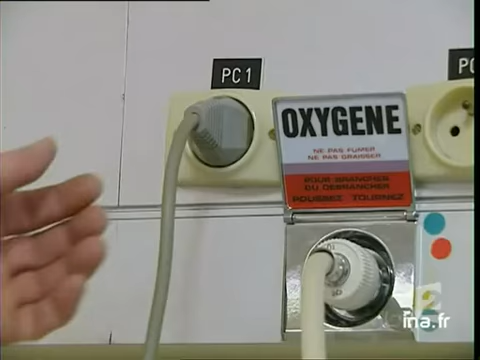 PC1
PC
OXYGENE
NE PAS FUMER
NE PAS GRAISSER
POUR BRANCHER
OU DEBRANCHER
POUSSEZ TOURNEZ
2
ina.fr